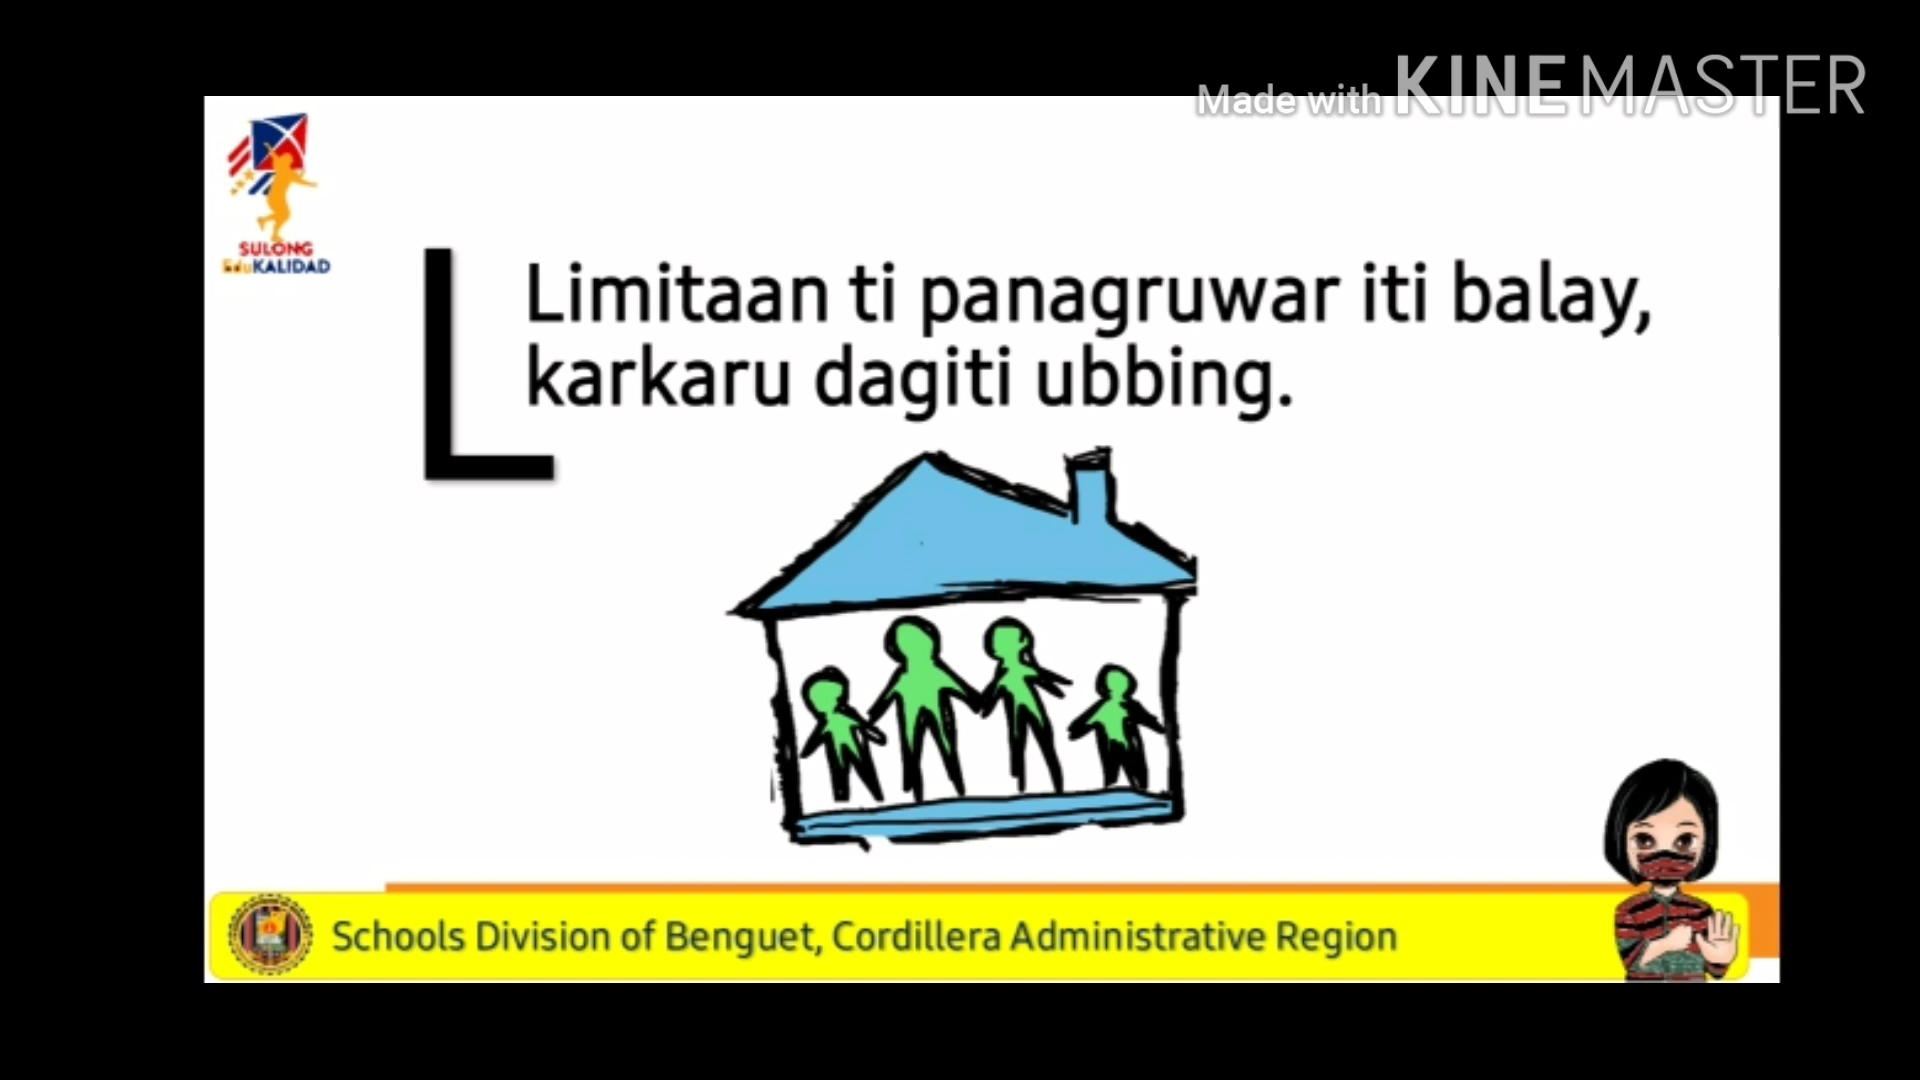 Made with KINEMASTER
SULONG
EduKALIDAD
L
Limitaan ti panagruwar iti balay,
karkaru dagiti ubbing.
Schools Division of Benguet, Cordillera Administrative Region